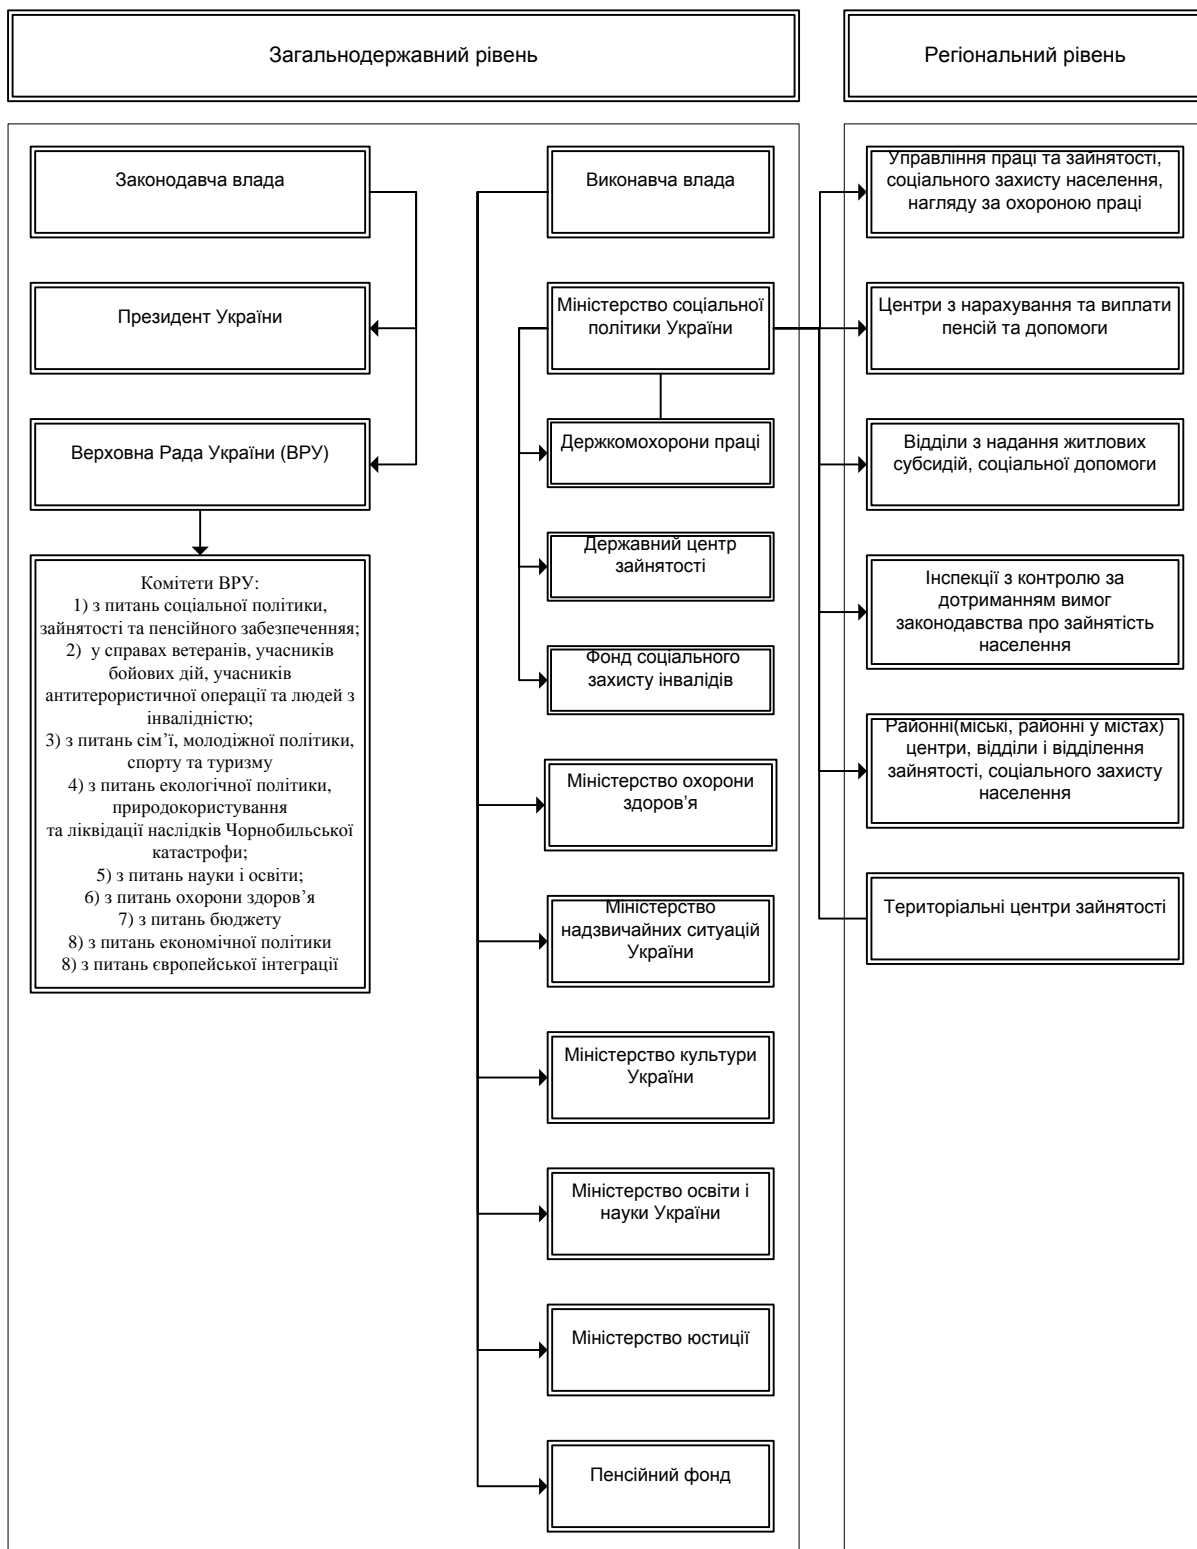 Загальнодержавний рівень
Регіональний рівень
Законодавча влада
Президент України
Верховна Рада України (ВРУ)
Комітети ВРУ:
1) з питань соціальної політики,
зайнятості та пенсійного забезпеченняя;
2) у справах ветеранів, учасників
бойових дій, учасників
антитерористичної операції та людей з
інвалідністю;
3) з питань сім’ї, молодіжної політики,
спорту та туризму
4) з питань екологічної політики,
природокористування
та ліквідації наслідків Чорнобильської
катастрофи;
5) з питань науки і освіти;
6) з питань охорони здоров’я
7) з питань бюджету
8) з питань економічної політики
8) з питань європейської інтеграції
Виконавча влада
Міністерство соціальної
політики України
Держкомохорони праці
Державний центр
зайнятості
Фонд соціального
захисту інвалідів
Міністерство охорони
здоров’я
Міністерство
надзвичайних ситуацій
України
Міністерство культури
України
Міністерство освіти і
науки України
Міністерство юстиції
Пенсійний фонд
Управління праці та зайнятості,
соціального захисту населення,
нагляду за охороною праці
Центри з нарахування та виплати
пенсій та допомоги
Відділи з надання житлових
субсидій, соціальної допомоги
Інспекції з контролю за
дотриманням вимог
законодавства про зайнятість
населення
Районні(міські, районні у містах)
центри, відділи і відділення
зайнятості, соціального захисту
населення
Територіальні центри зайнятості